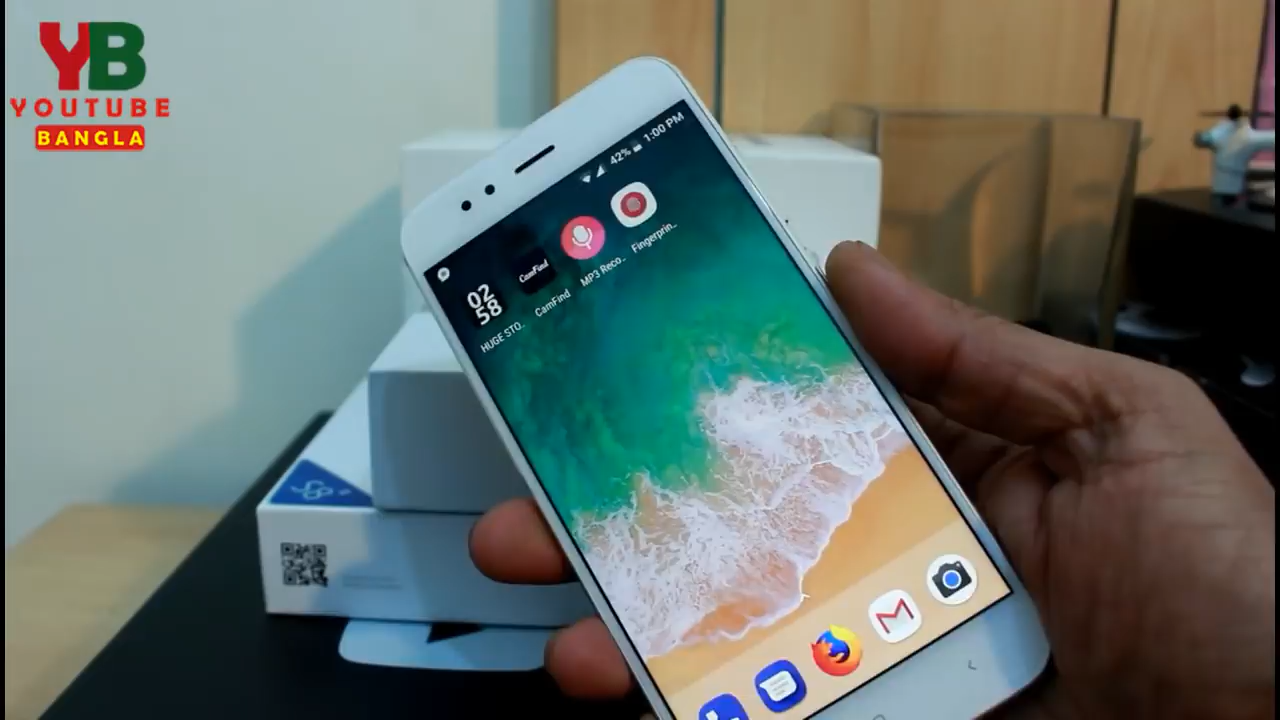 YB
YOUTUBE
BANGLA
42% 1:00 PM
02
58
CamFind
HUGE STO..
CamFind
MP3 Reco..
Fingerprin..